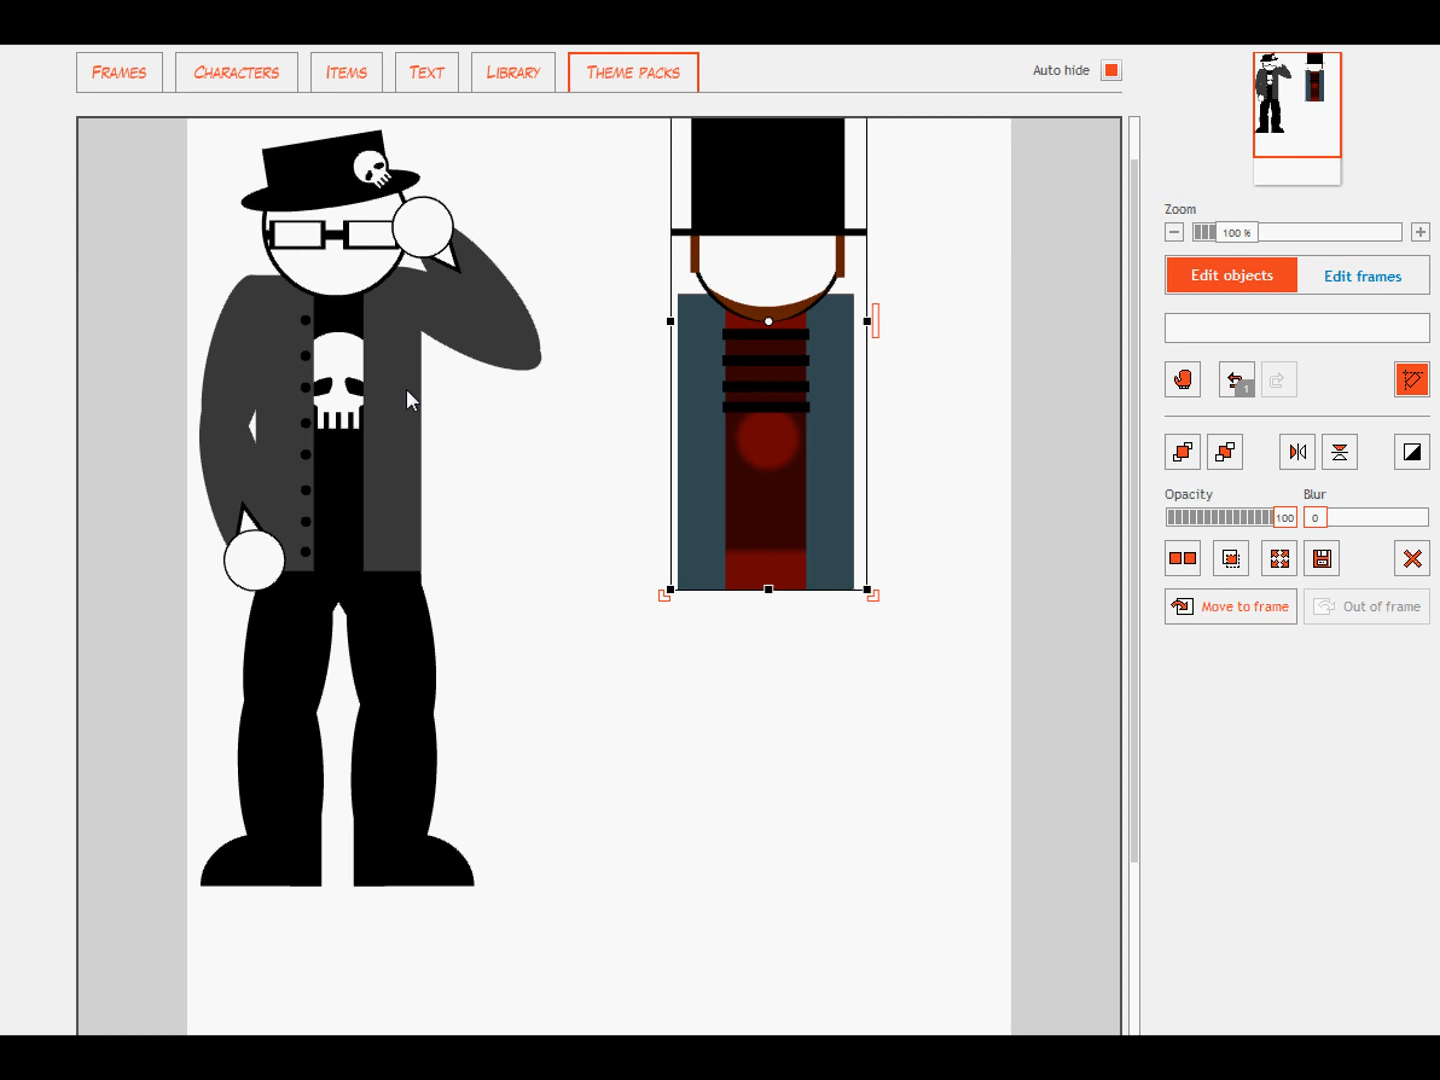 FRAMES
CHARACTERS
ITEMS
TEXT
LIBRARY
THEME PACKS
Auto hide
Zoom
100 %
Edit objects
Edit frames
1
Opacity
Blur
100
0
Move to frame
Out of frame